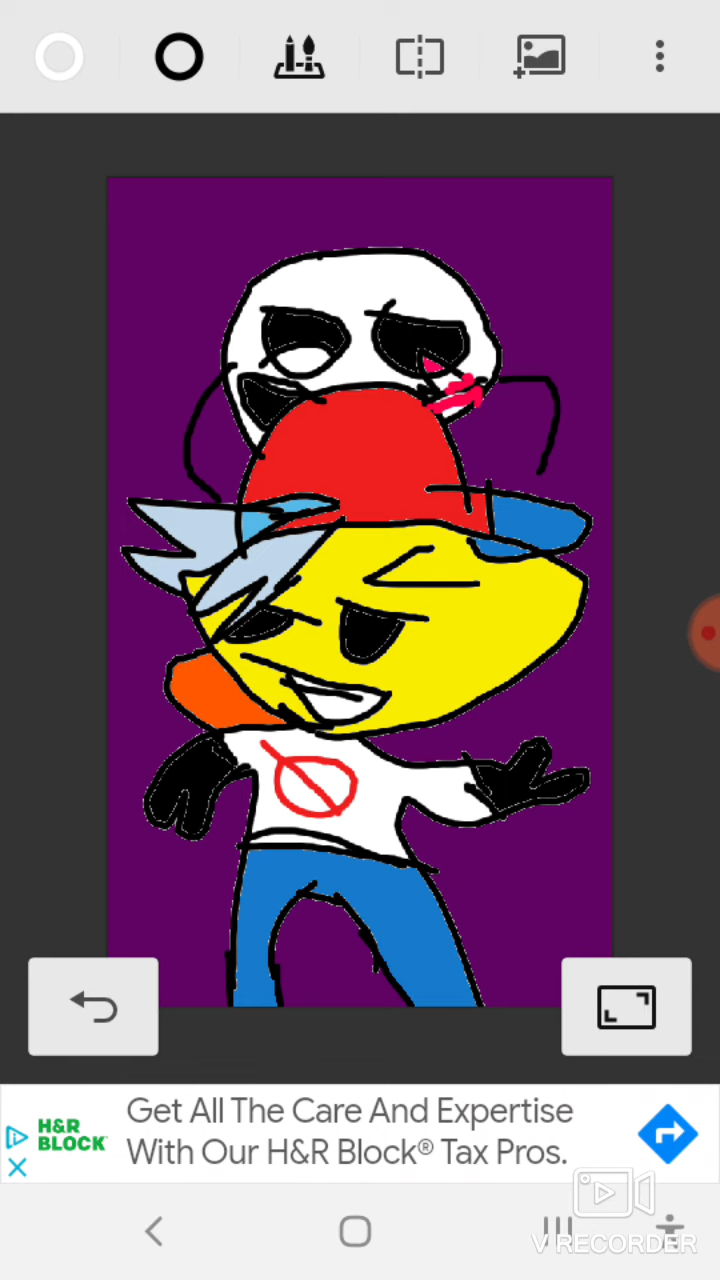 H&R
BLOCK
Get All The Care And Expertise
With Our H&R Block® Tax Pros.
V RECORDER